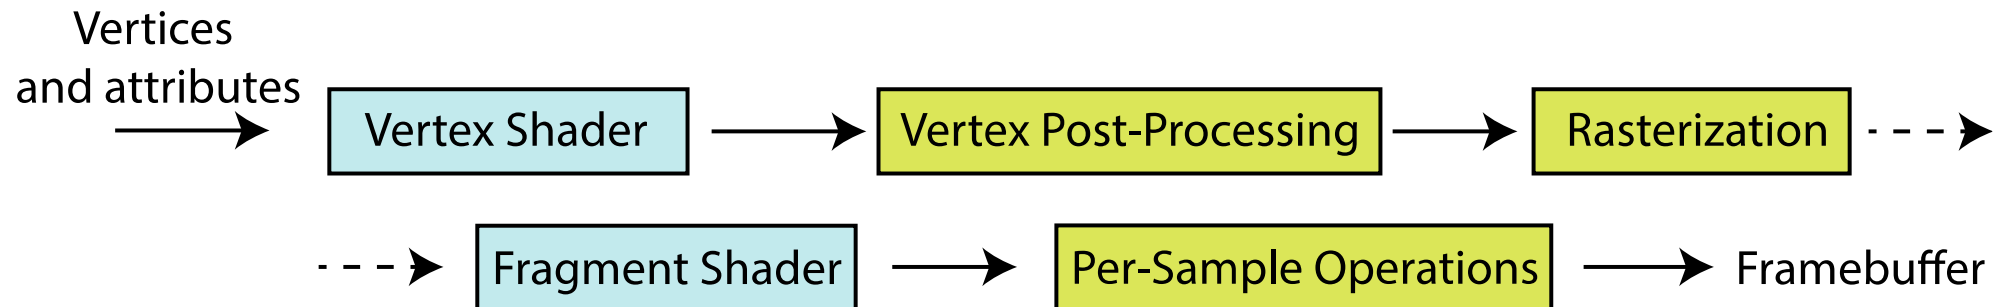 Vertices
and attributes
Vertex Shader
Vertex Post-Processing
Rasterization
Fragment Shader
Per-Sample Operations
Framebuffer